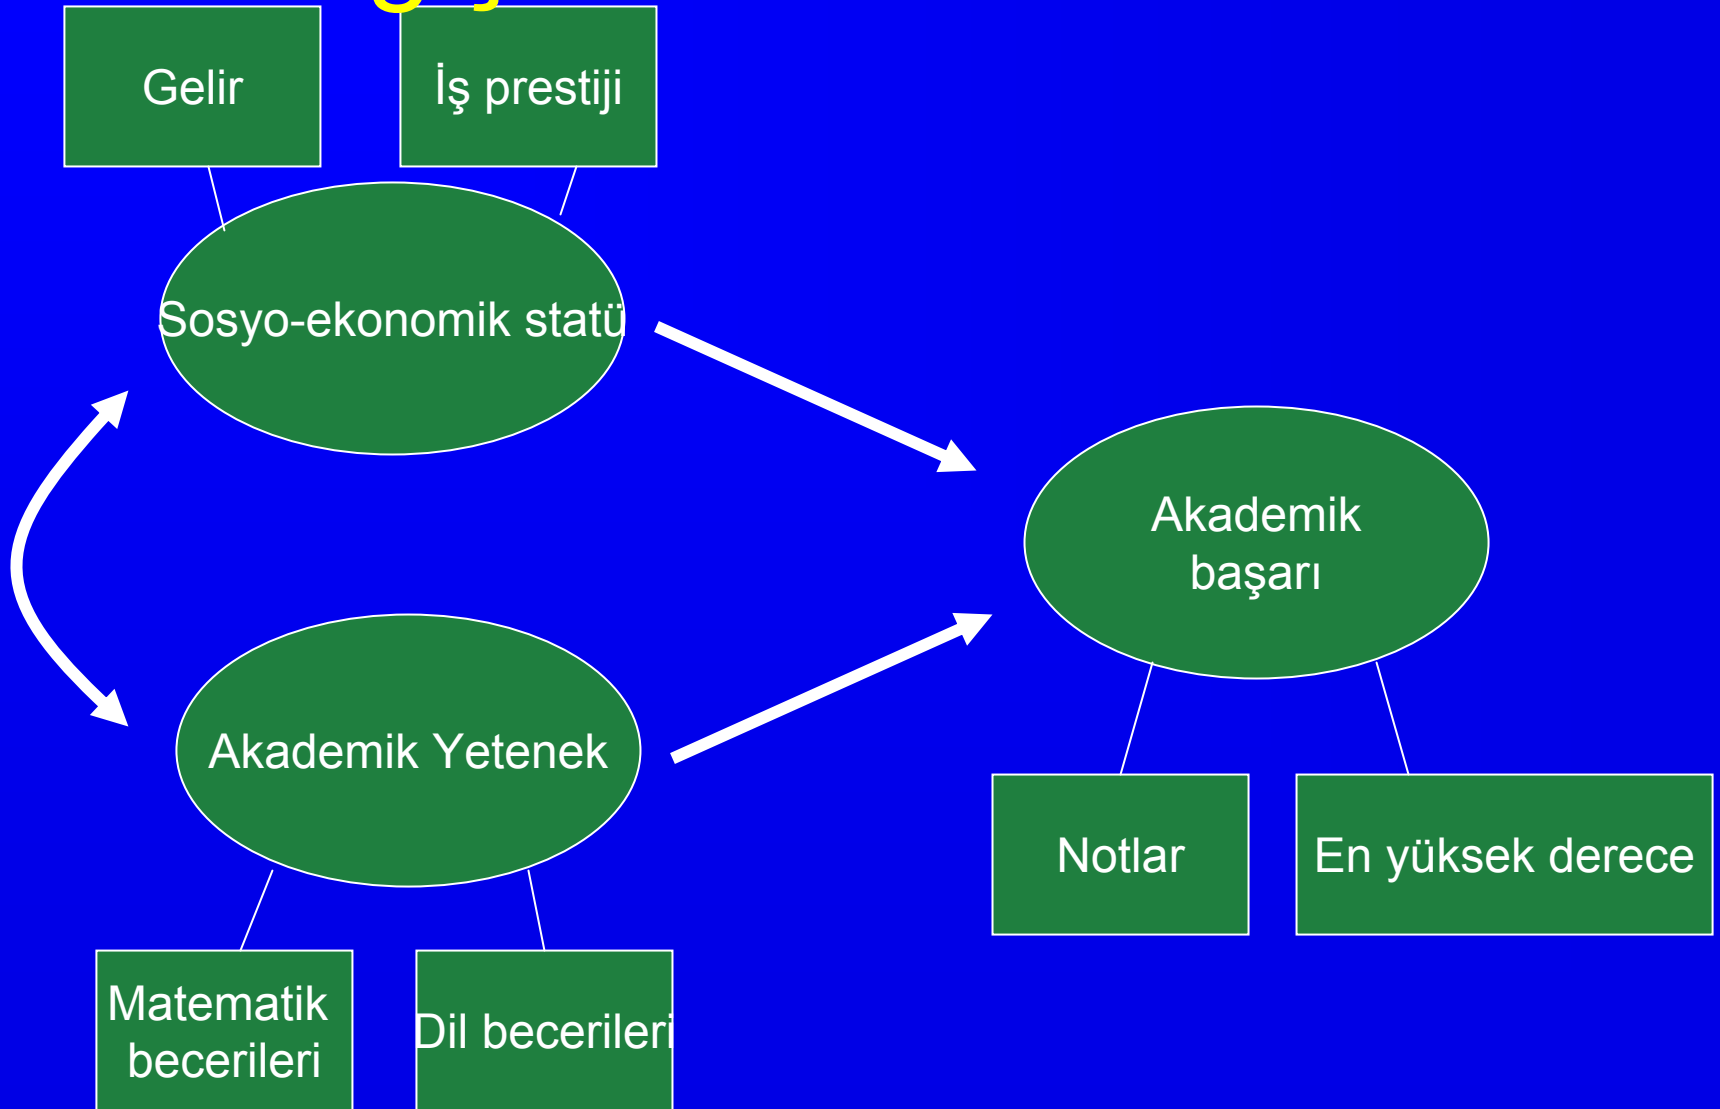 Gelir
İş prestiji
Sosyo-ekonomik statü
Akademik
başarı
Akademik Yetenek
Notlar
En yüksek derece
Matematik
becerileri
Dil becerileri